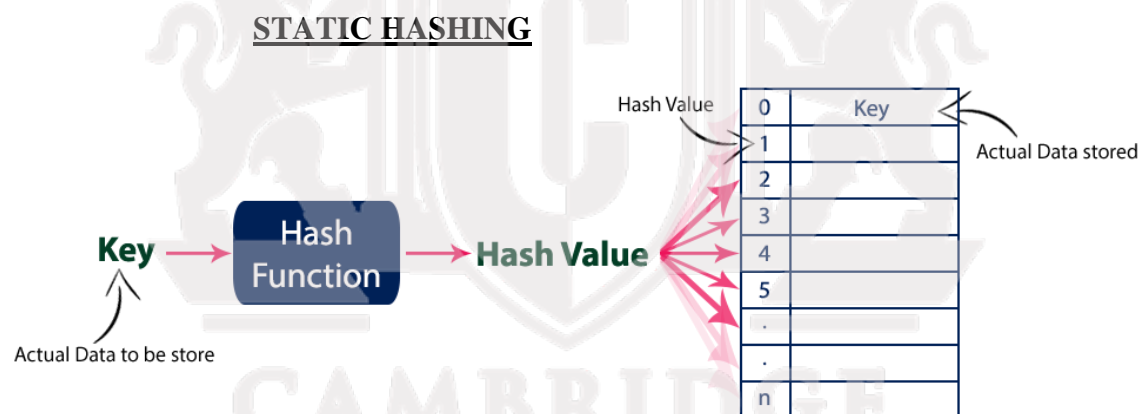 STATIC HASHING
Hash Value
0 Key
1
Actual Data stored
2
3
Key
Hash
Function
Hash Value
4
5
.
Actual Data to be store
.
n
CAMBRIDGE